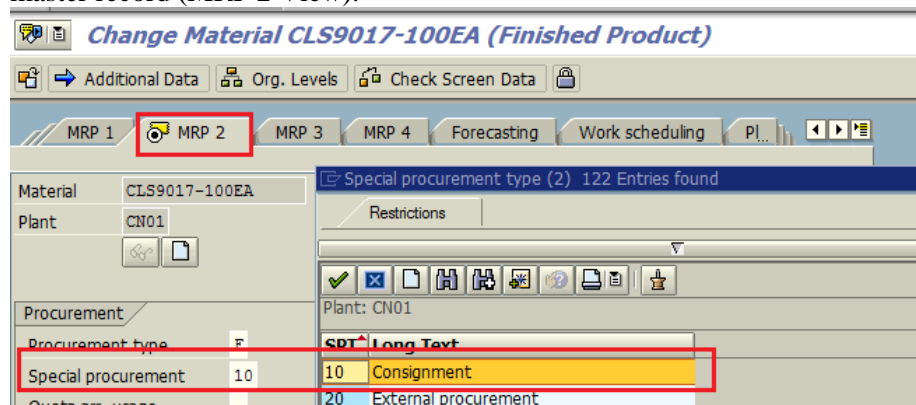 master record (MRP 2 view).
Change Material CLS9017-100EA (Finished Product)
Additional Data Org. Levels Check Screen Data
MRP 1 MRP 2 MRP 3 MRP 4 Forecasting Work scheduling Pl...
Material CLS9017-100EA
Plant CN01
Special procurement type (2) 122 Entries found
Restrictions
Plant: CN01
Procurement
Procurement type F
SPT Long Text
Special procurement 10
10 Consignment
Quota arr. usage
20 External procurement